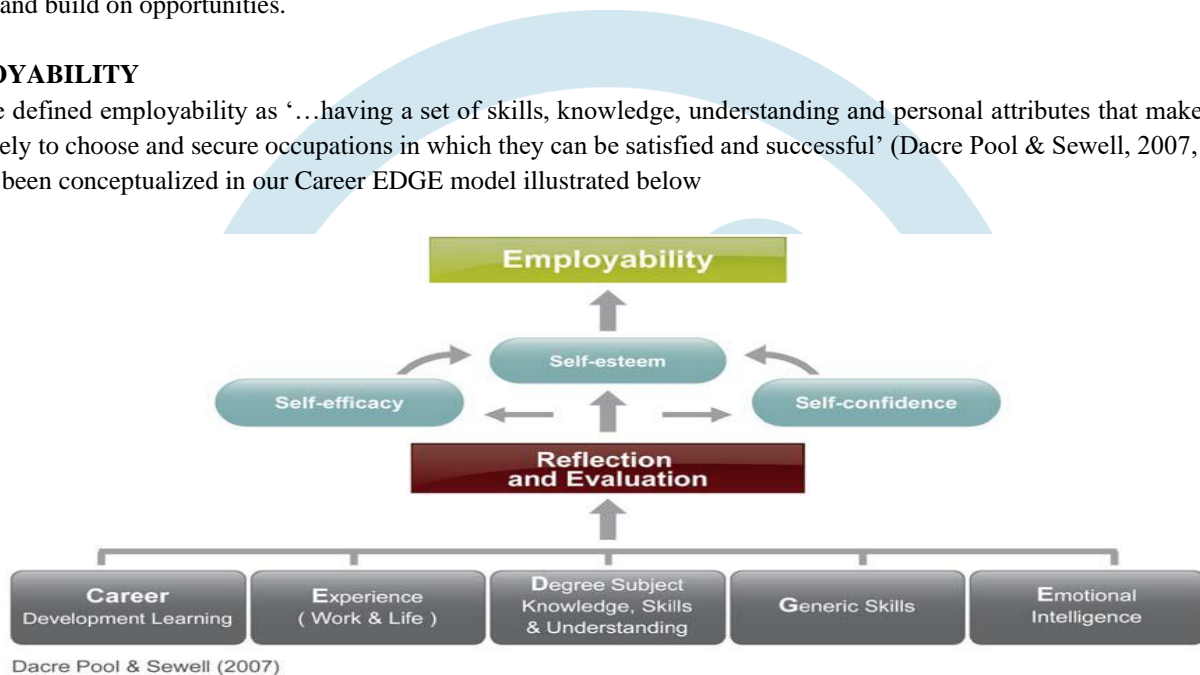 and build on opportunities.
OYABILITY
e defined employability as ‘…having a set of skills, knowledge, understanding and personal attributes that make
ely to choose and secure occupations in which they can be satisfied and successful’ (Dacre Pool & Sewell, 2007,
been conceptualized in our Career EDGE model illustrated below
Employability
Self-esteem
Self-efficacy
Self-confidence
Reflection
and Evaluation
Career
Development Learning
Experience
( Work & Life )
Degree Subject
Knowledge, Skills
& Understanding
Generic Skills
Emotional
Intelligence
Dacre Pool & Sewell (2007)